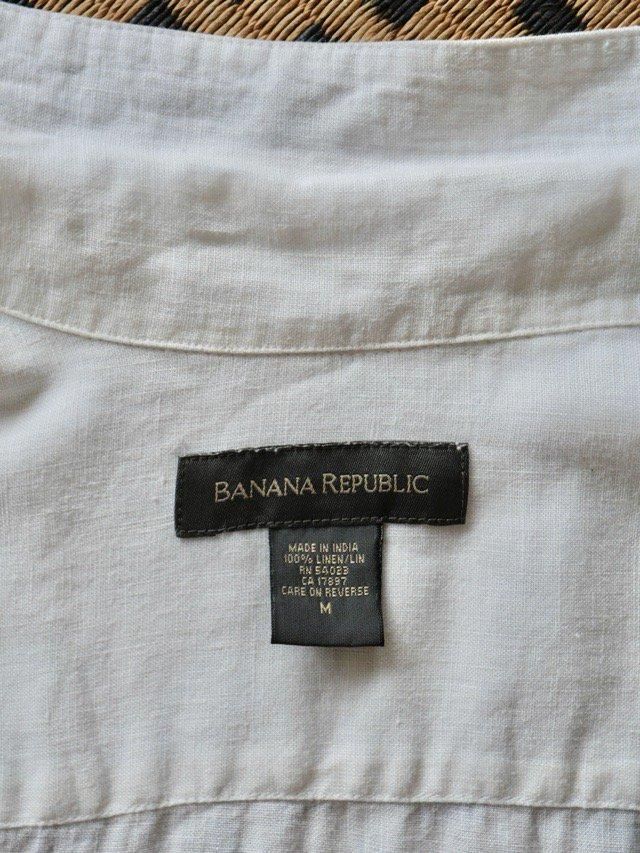 BANANA REPUBLIC
MADE IN INDIA
100% LINEN/LIN
RN 54023
CA 17897
CARE ON REVERSE
M